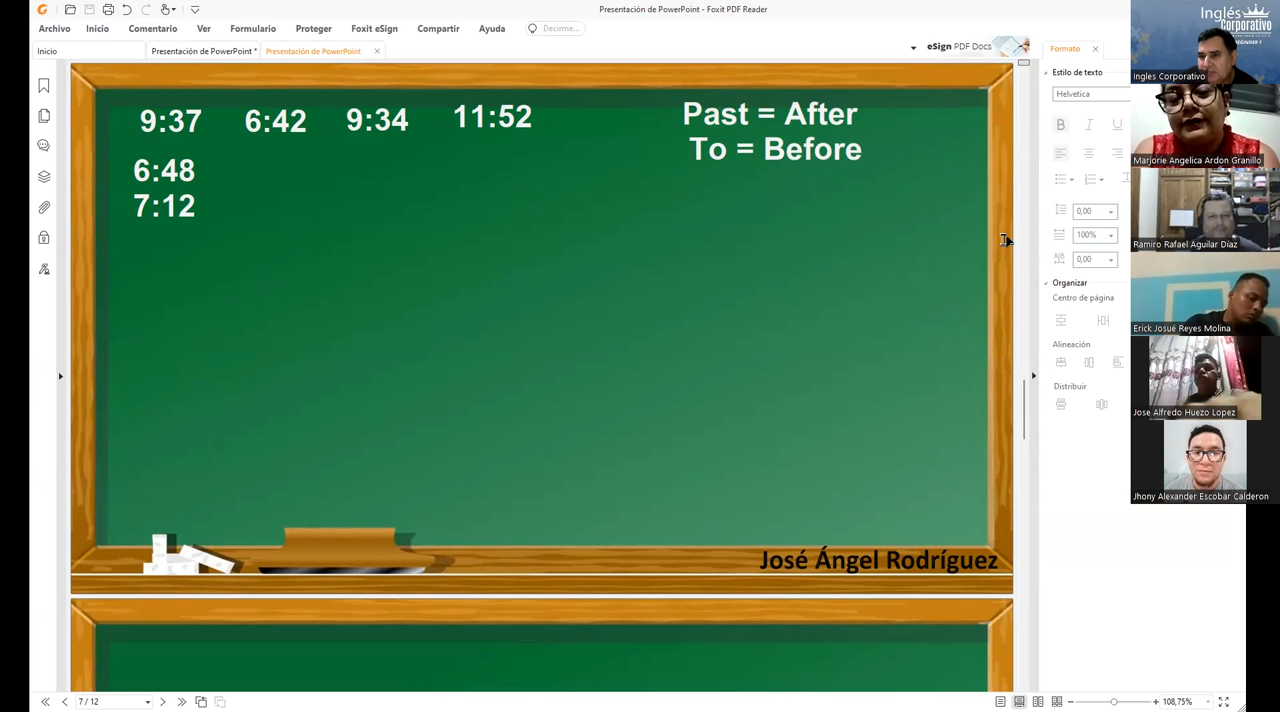 Presentación de PowerPoint - Foxit PDF Reader
Archivo Inicio Comentario Ver Formulario Proteger Foxit eSign Compartir Ayuda Decirme...
Inicio Presentación de PowerPoint * Presentación de PowerPoint eSign PDF Docs
9:37 6:42 9:34 11:52
6:48
7:12
Past = After
To = Before
José Ángel Rodríguez
Formato
Estilo de texto
Helvetica
B I U
0,00
100%
0,00
Organizar
Centro de página
Alineación
Distribuir
Inglés
Corporativo
BEGINNER 1
Ingles Corporativo
Marjorie Angelica Ardon Granillo
Ramiro Rafael Aguilar Díaz
Erick Josué Reyes Molina
Jose Alfredo Huezo Lopez
Jhony Alexander Escobar Calderon
7 / 12
108,75%